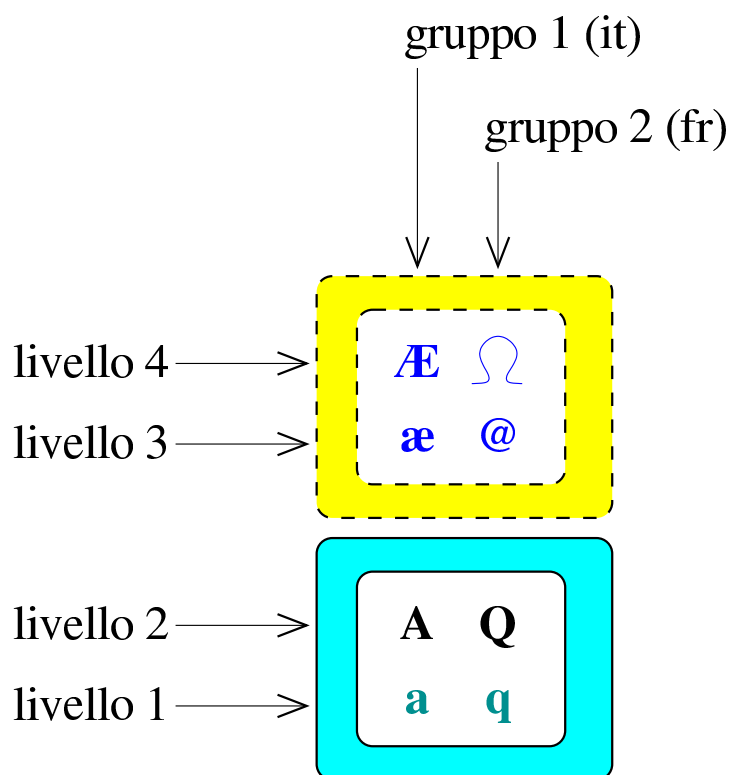 gruppo 1 (it)
gruppo 2 (fr)
livello 4 Æ Ω
livello 3 æ @
livello 2 A Q
livello 1 a q